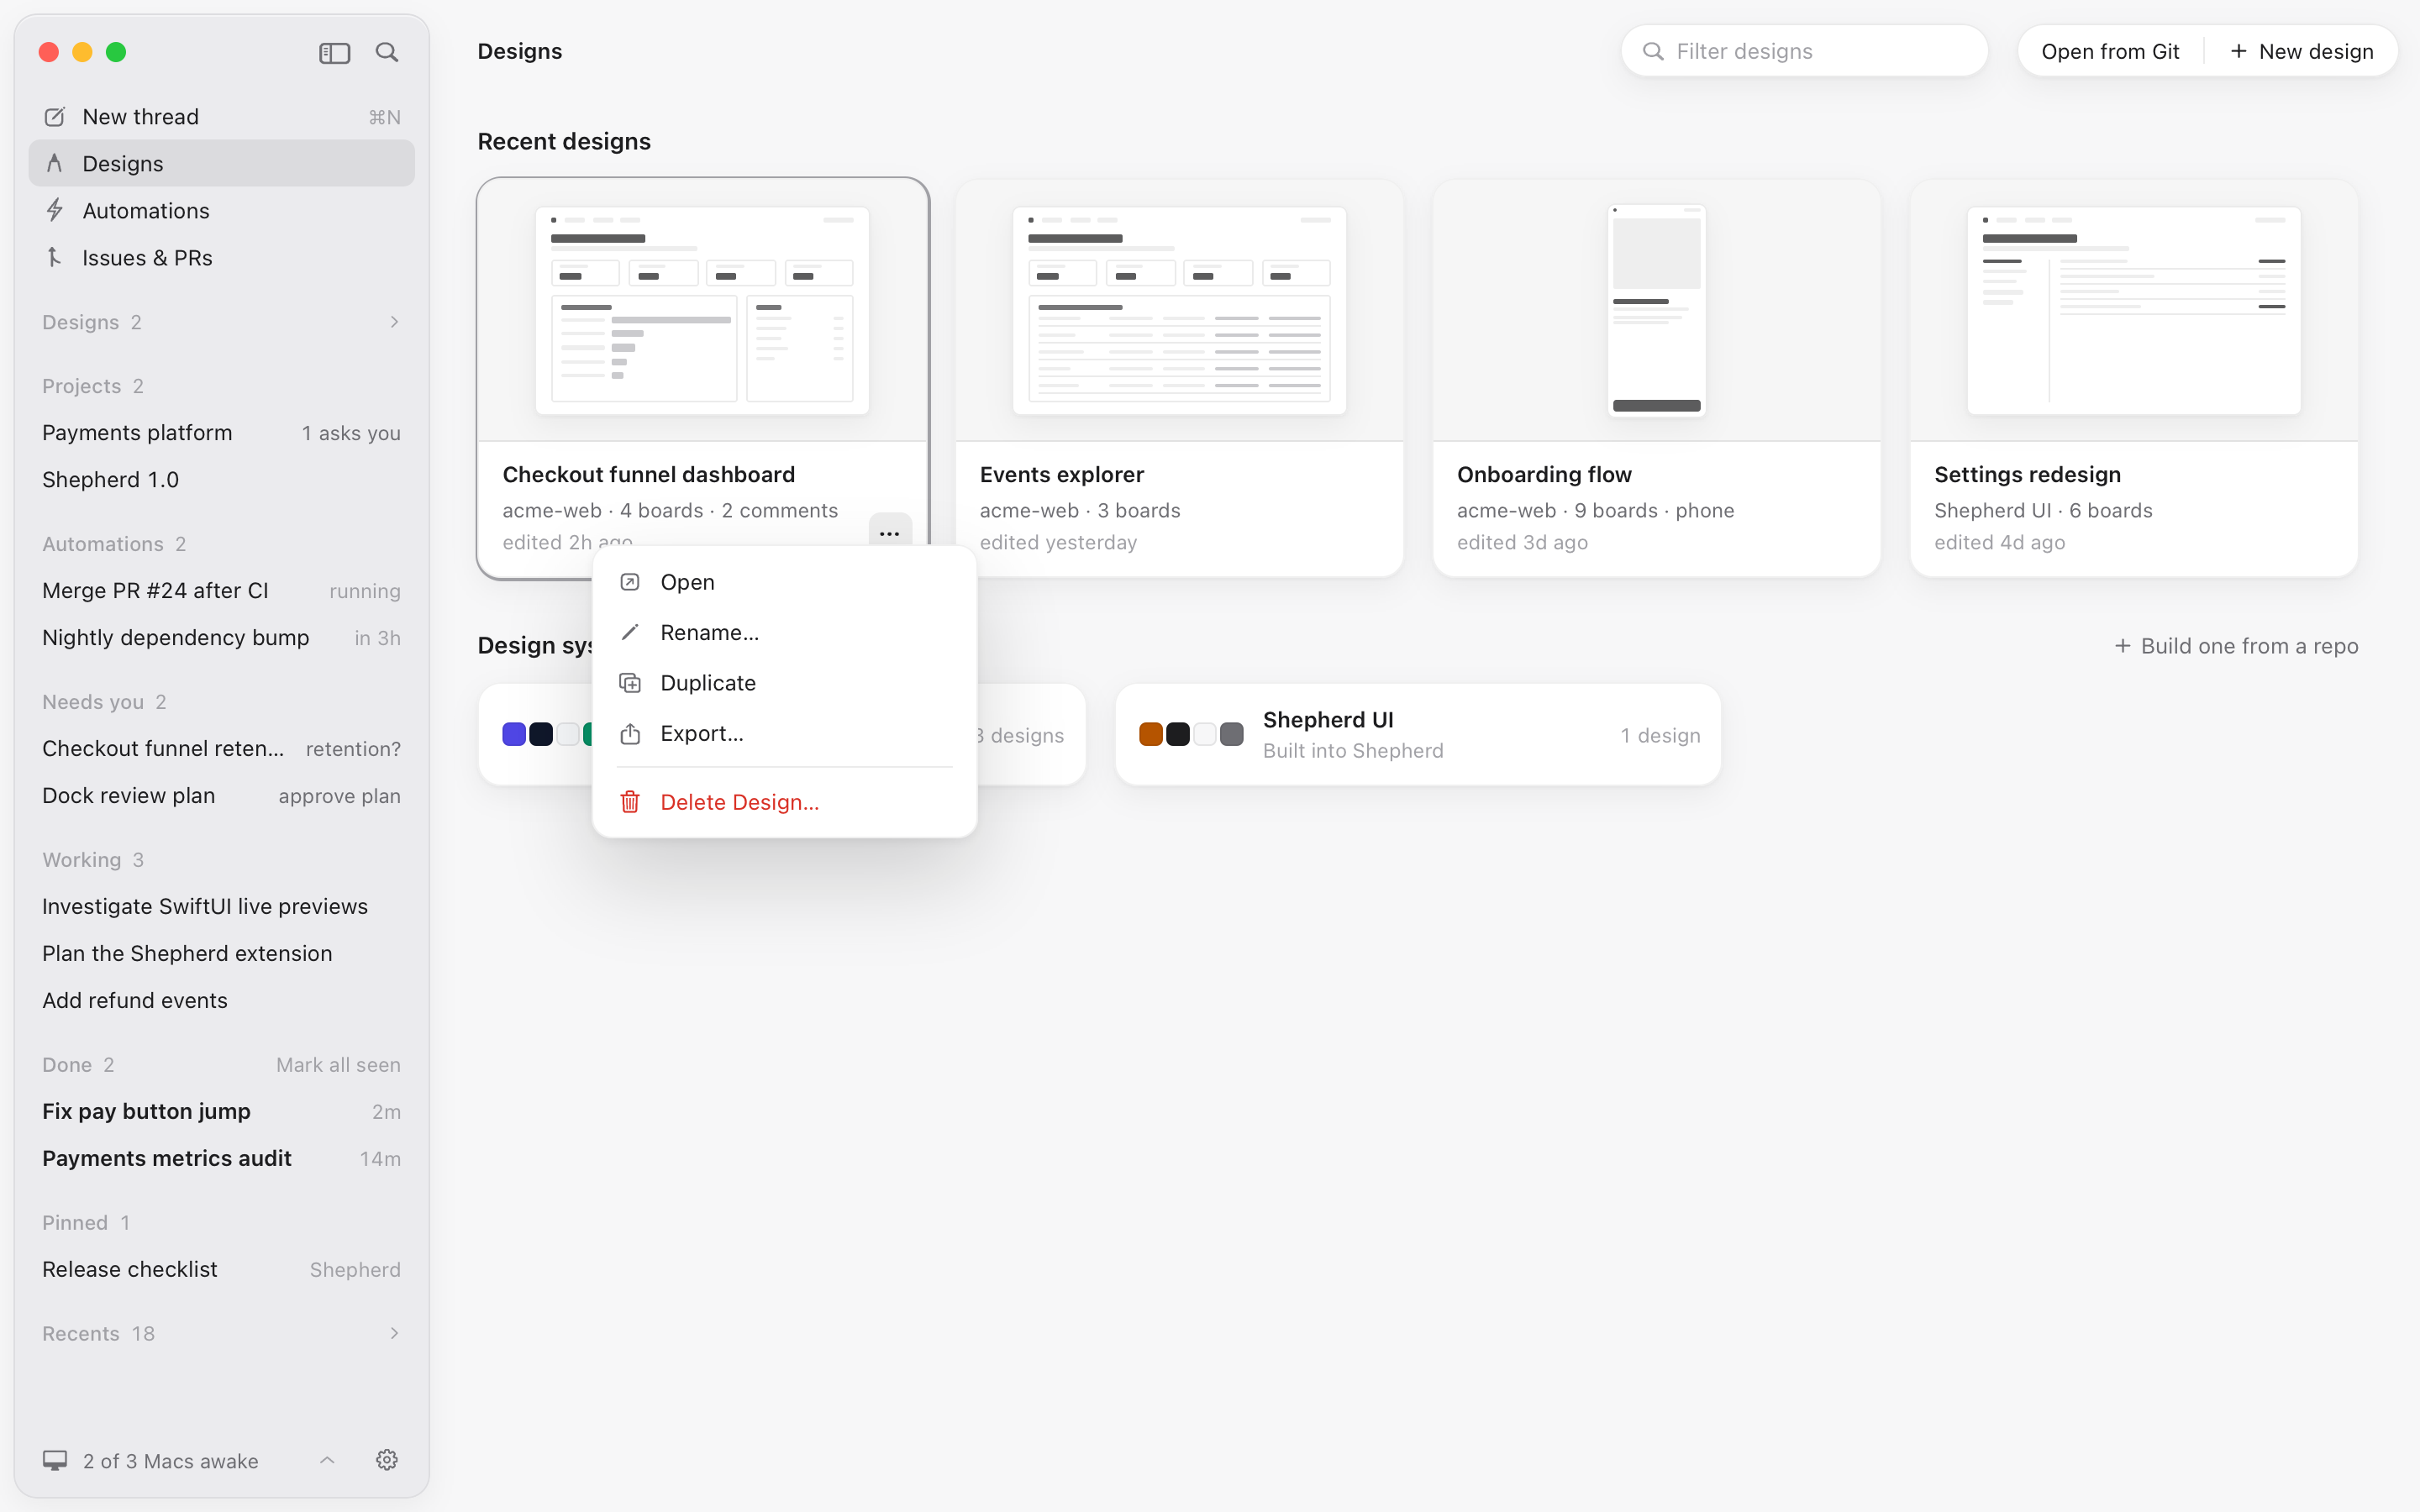 New thread ⌘N
Designs
Automations
Issues & PRs
Designs 2
Projects 2
Payments platform 1 asks you
Shepherd 1.0
Automations 2
Merge PR #24 after CI running
Nightly dependency bump in 3h
Needs you 2
Checkout funnel reten... retention?
Dock review plan approve plan
Working 3
Investigate SwiftUI live previews
Plan the Shepherd extension
Add refund events
Done 2 Mark all seen
Fix pay button jump 2m
Payments metrics audit 14m
Pinned 1
Release checklist Shepherd
Recents 18
2 of 3 Macs awake
Designs
Filter designs
Open from Git
+ New design
Recent designs
Checkout funnel dashboard
acme-web · 4 boards · 2 comments
edited 2h ago
Events explorer
acme-web · 3 boards
edited yesterday
Onboarding flow
acme-web · 9 boards · phone
edited 3d ago
Settings redesign
Shepherd UI · 6 boards
edited 4d ago
Open
Rename...
Duplicate
Export...
Delete Design...
Design
+ Build one from a repo
designs
Shepherd UI
Built into Shepherd
1 design